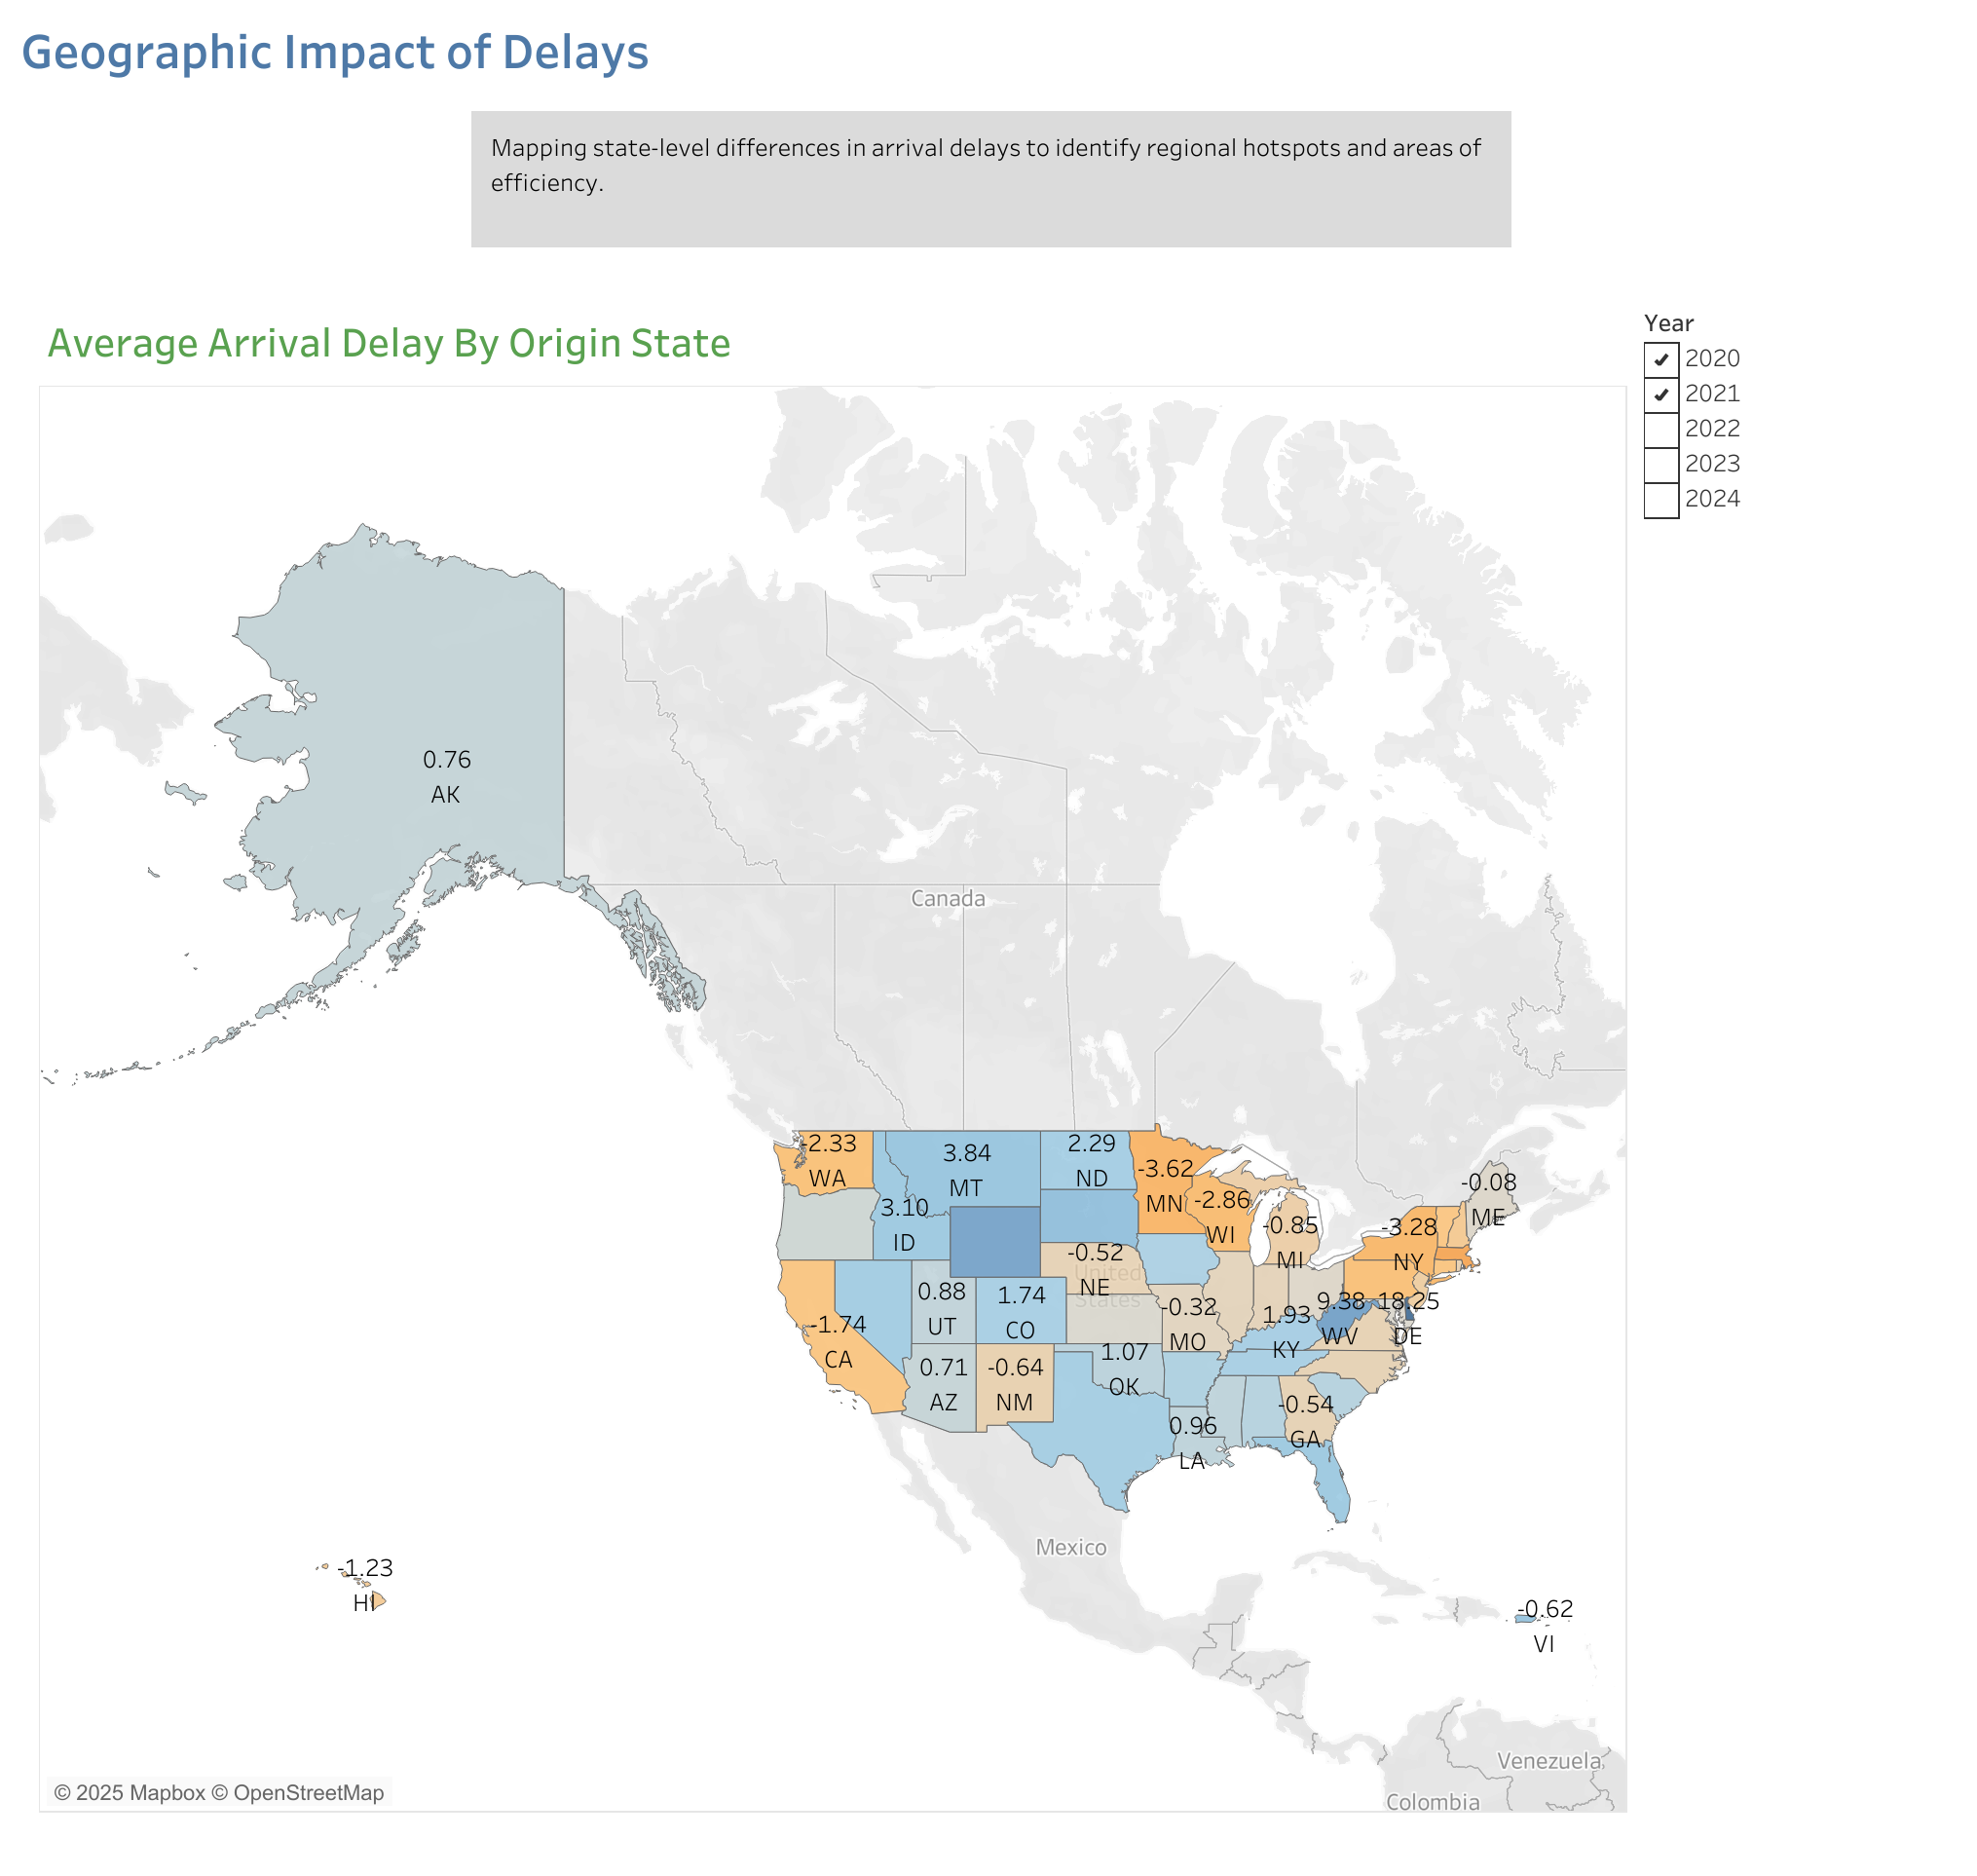 Geographic Impact of Delays
Mapping state-level differences in arrival delays to identify regional hotspots and areas of
efficiency.
Average Arrival Delay By Origin State
Year
2020
2021
2022
2023
2024
0.76
AK
Canada
-2.33
WA
3.84
MT
2.29
ND
-3.62
MN
-2.86
WI
-0.85
MI
-0.08
ME
-3.28
NY
3.10
ID
-0.52
NE
United
States
0.88
UT
1.74
CO
-0.32
MO
1.93
KY
9.38
WV
18.25
DE
-1.74
CA
0.71
AZ
-0.64
NM
1.07
OK
-0.54
GA
0.96
LA
Mexico
-1.23
HI
-0.62
VI
Venezuela
Colombia
© 2025 Mapbox © OpenStreetMap